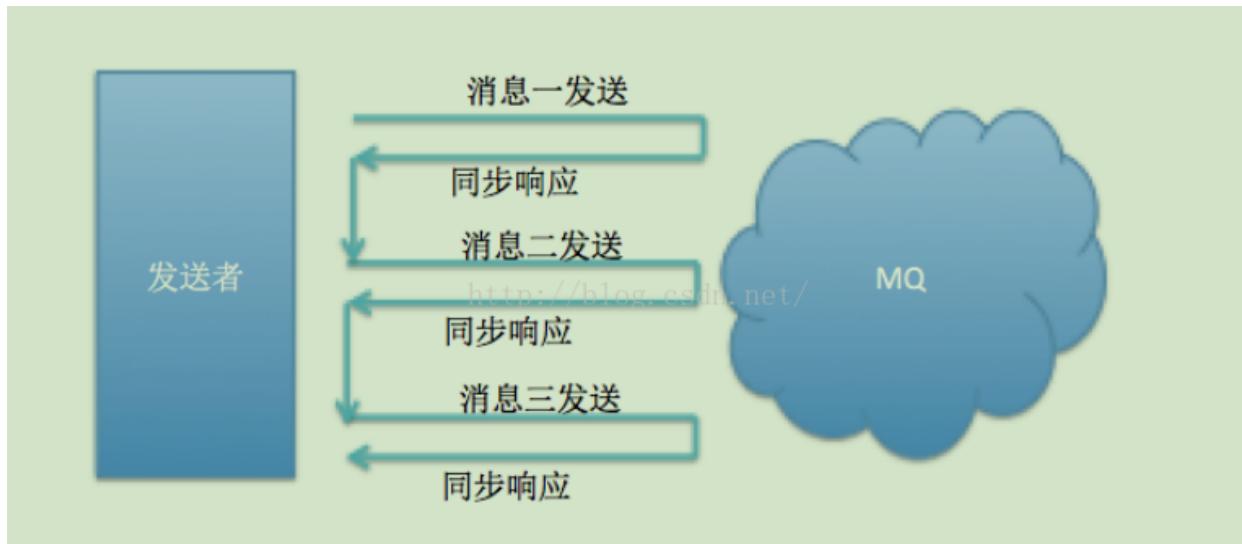 消息一发送
同步响应
消息二发送
发送者
MQ
http://blog.csdn.net/
同步响应
消息三发送
同步响应